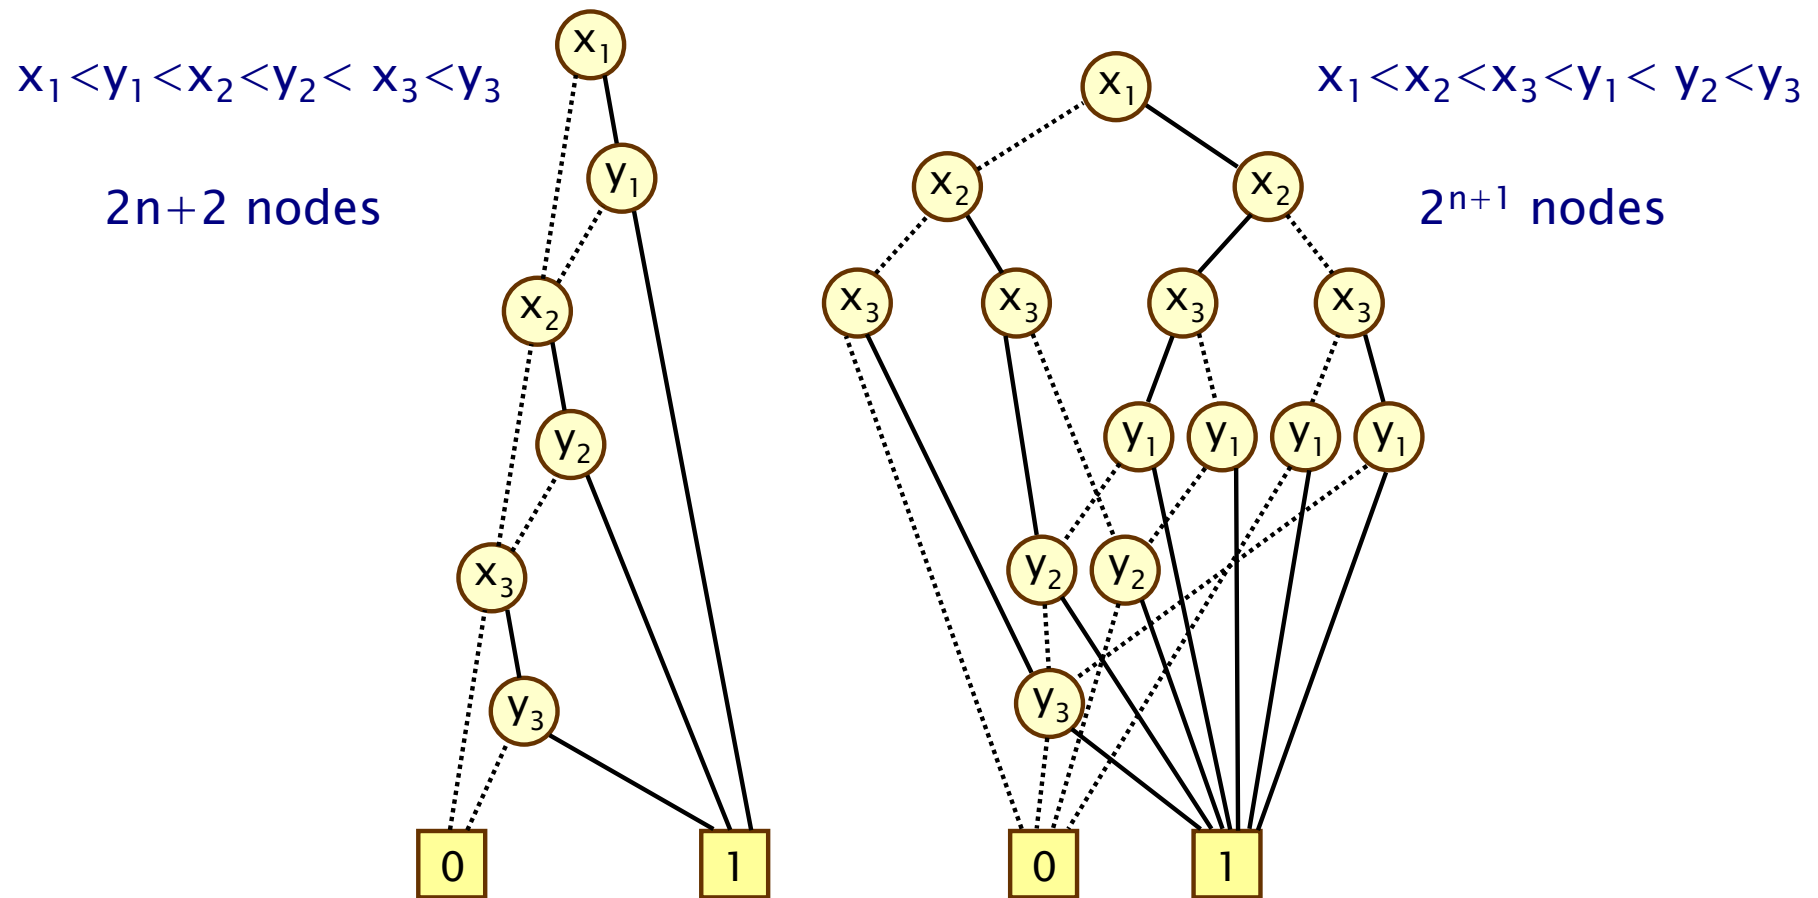 x₁<y₁<x₂<y₂< x₃<y₃
2n+2 nodes
x₁
y₁
x₂
y₂
x₃
y₃
0 1
x₁<x₂<x₃<y₁< y₂<y₃
2ⁿ⁺¹ nodes
x₁
x₂ x₂
x₃ x₃ x₃ x₃
y₁ y₁ y₁ y₁
y₂ y₂
y₃
0 1